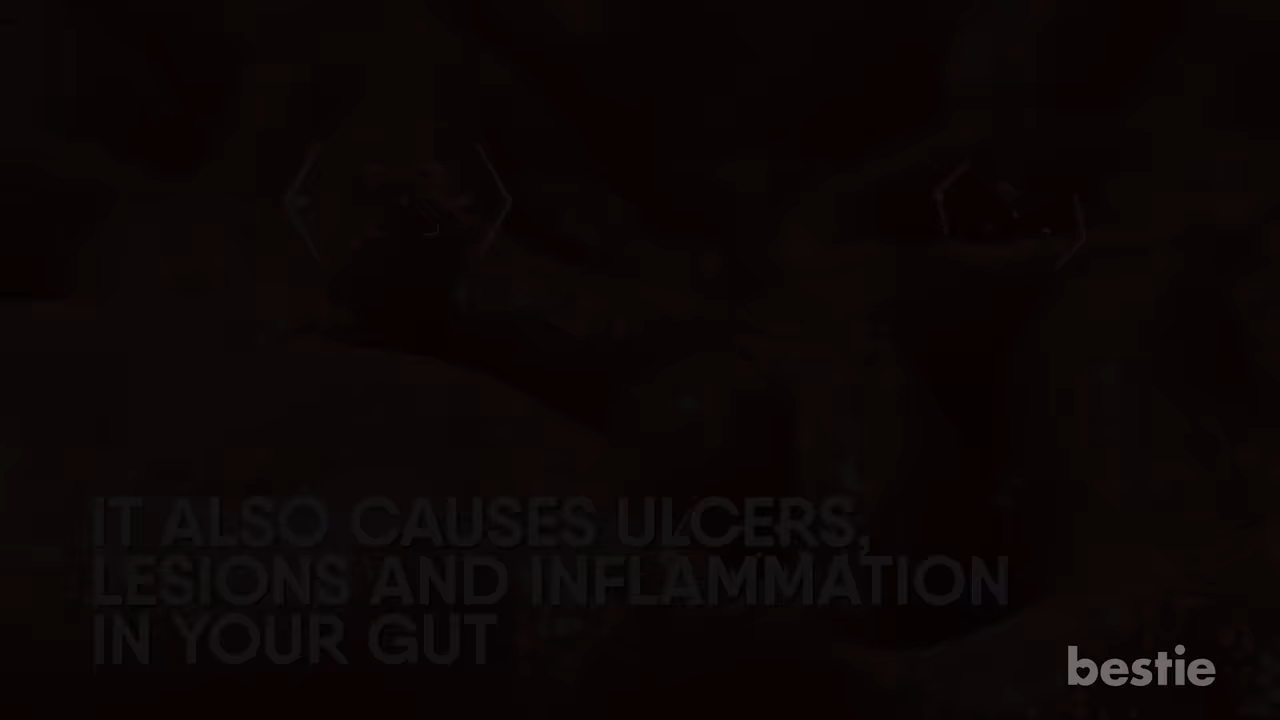 IT ALSO CAUSES ULCERS,
LESIONS AND INFLAMMATION
IN YOUR GUT
bestie